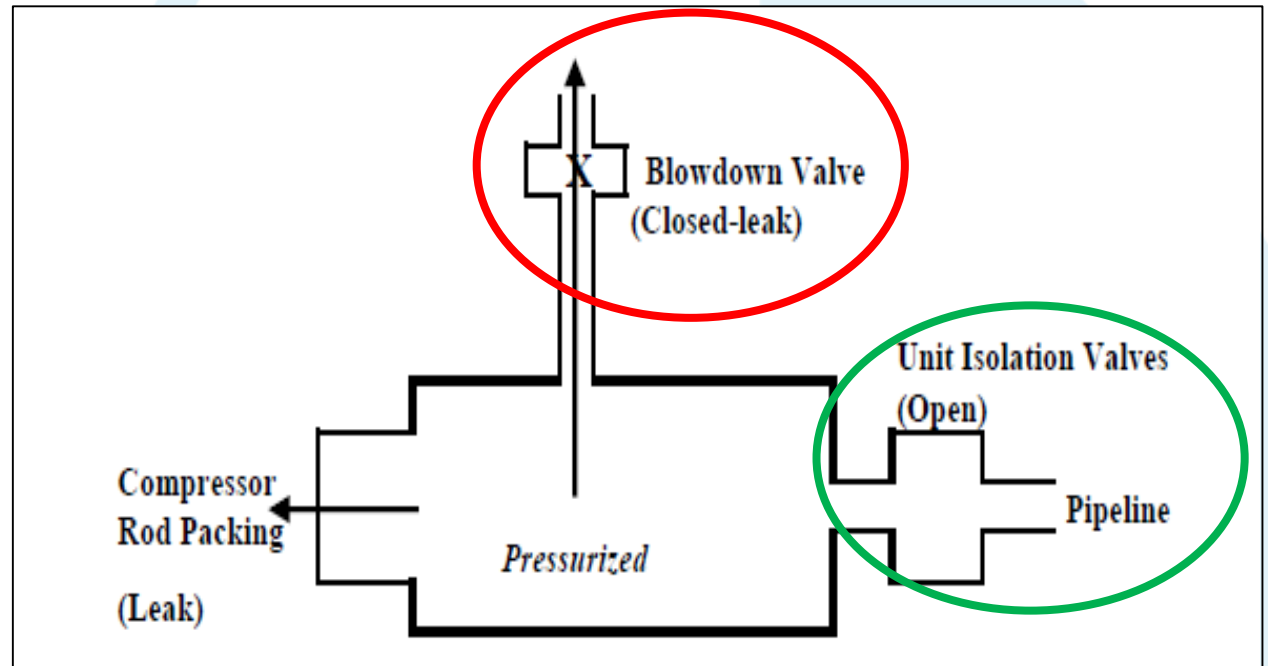 X
Blowdown Valve
(Closed-leak)
Unit Isolation Valves
(Open)
Pipeline
Compressor
Rod Packing
(Leak)
Pressurized